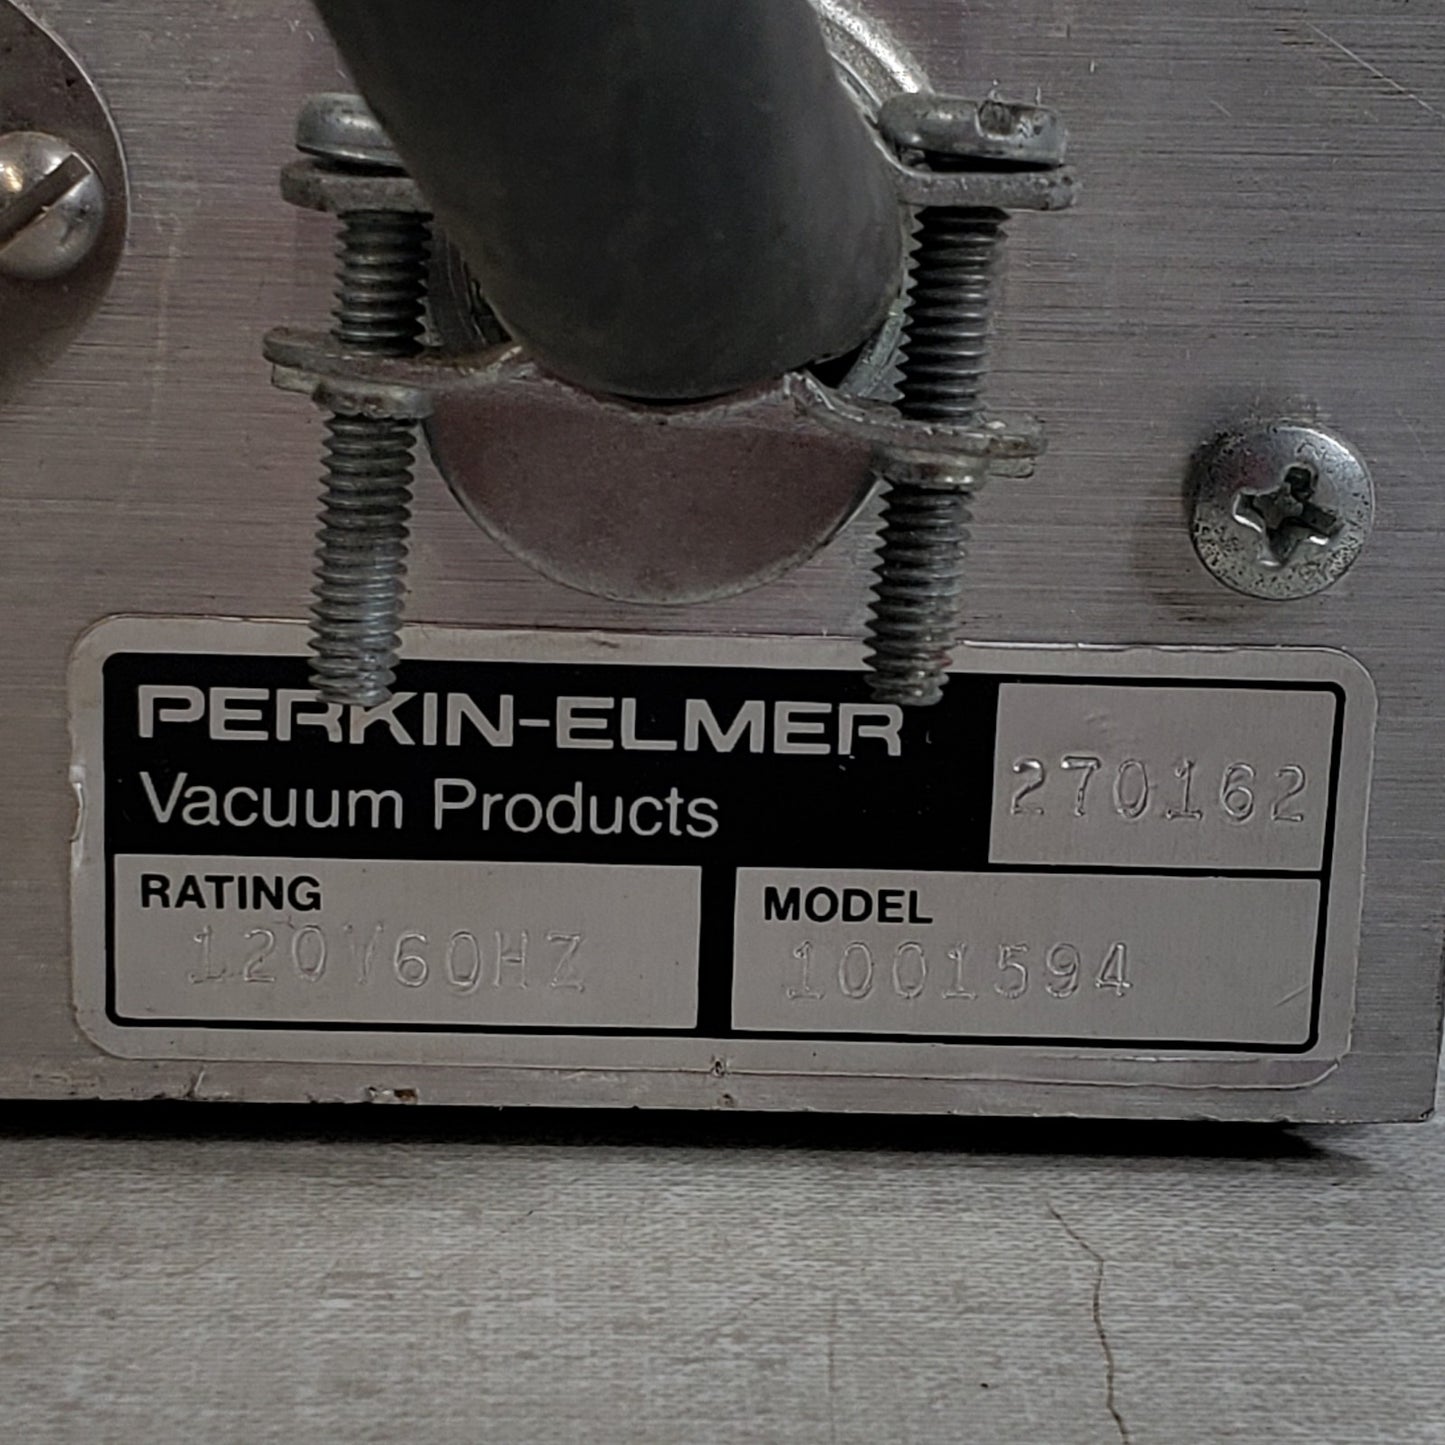 PERKIN-ELMER
Vacuum Products
270162
RATING
120V60HZ
MODEL
1001594